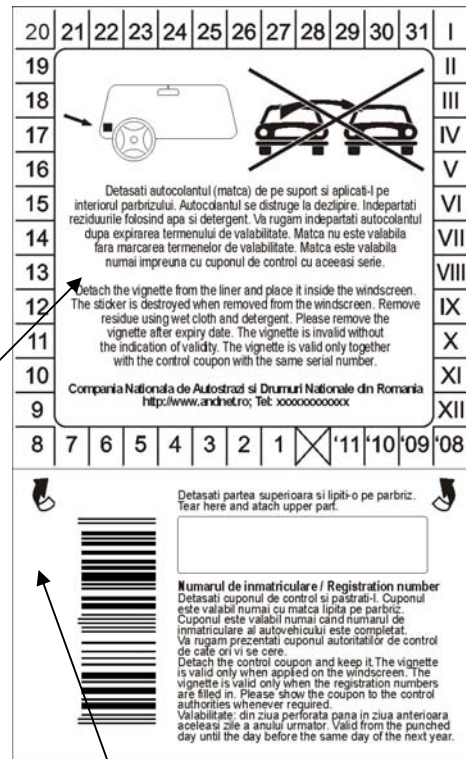 20 21 22 23 24 25 26 27 28 29 30 31 I
19 II
18 III
17 IV
16 V
15 VI
14 VII
13 VIII
12 IX
11 X
10 XI
9 XII
8 7 6 5 4 3 2 1 '11 '10 '09 '08
Detasati autocolantul (matca) de pe suport si aplicati-l pe
interiorul parbrizului. Autocolantul se distruge la dezlipire. Indepartati
reziduurile folosind apa si detergent. Va rugam indepartati autocolantul
dupa expirarea termenului de valabilitate. Matca nu este valabila
fara marcarea termenelor de valabilitate. Matca este valabila
numai impreuna cu cuponul de control cu aceeasi serie.
Detach the vignette from the liner and place it inside the windscreen.
The sticker is destroyed when removed from the windscreen. Remove
residue using wet cloth and detergent. Please remove the
vignette after expiry date. The vignette is invalid without
the indication of validity. The vignette is valid only together
with the control coupon with the same serial number.
Compania Nationala de Autostrazi si Drumuri Nationale din Romania
http://www.andnet.ro; Tel: xxxxxxxxxxxx
Detasati partea superioara si lipiti-o pe parbriz.
Tear here and atach upper part.
Numarul de inmatriculare / Registration number
Detasati cuponul de control si pastrati-l. Cuponul
este valabil numai cu matca lipita pe parbriz.
Cuponul este valabil numai cand numarul de
inmatriculare al autovehicului este completat.
Va rugam prezentati cuponul autoritatilor de control
de cate ori vi se cere.
Detach the control coupon and keep it.The vignette
is valid only when applied on the windscreen. The
vignette is valid only when the registration numbers
are filled in. Please show the coupon to the control
authorities whenever required.
Valabilitate: din ziua perforata pana in ziua anterioara
aceleasi zile a anului urmator. Valid from the punched
day until the day before the same day of the next year.